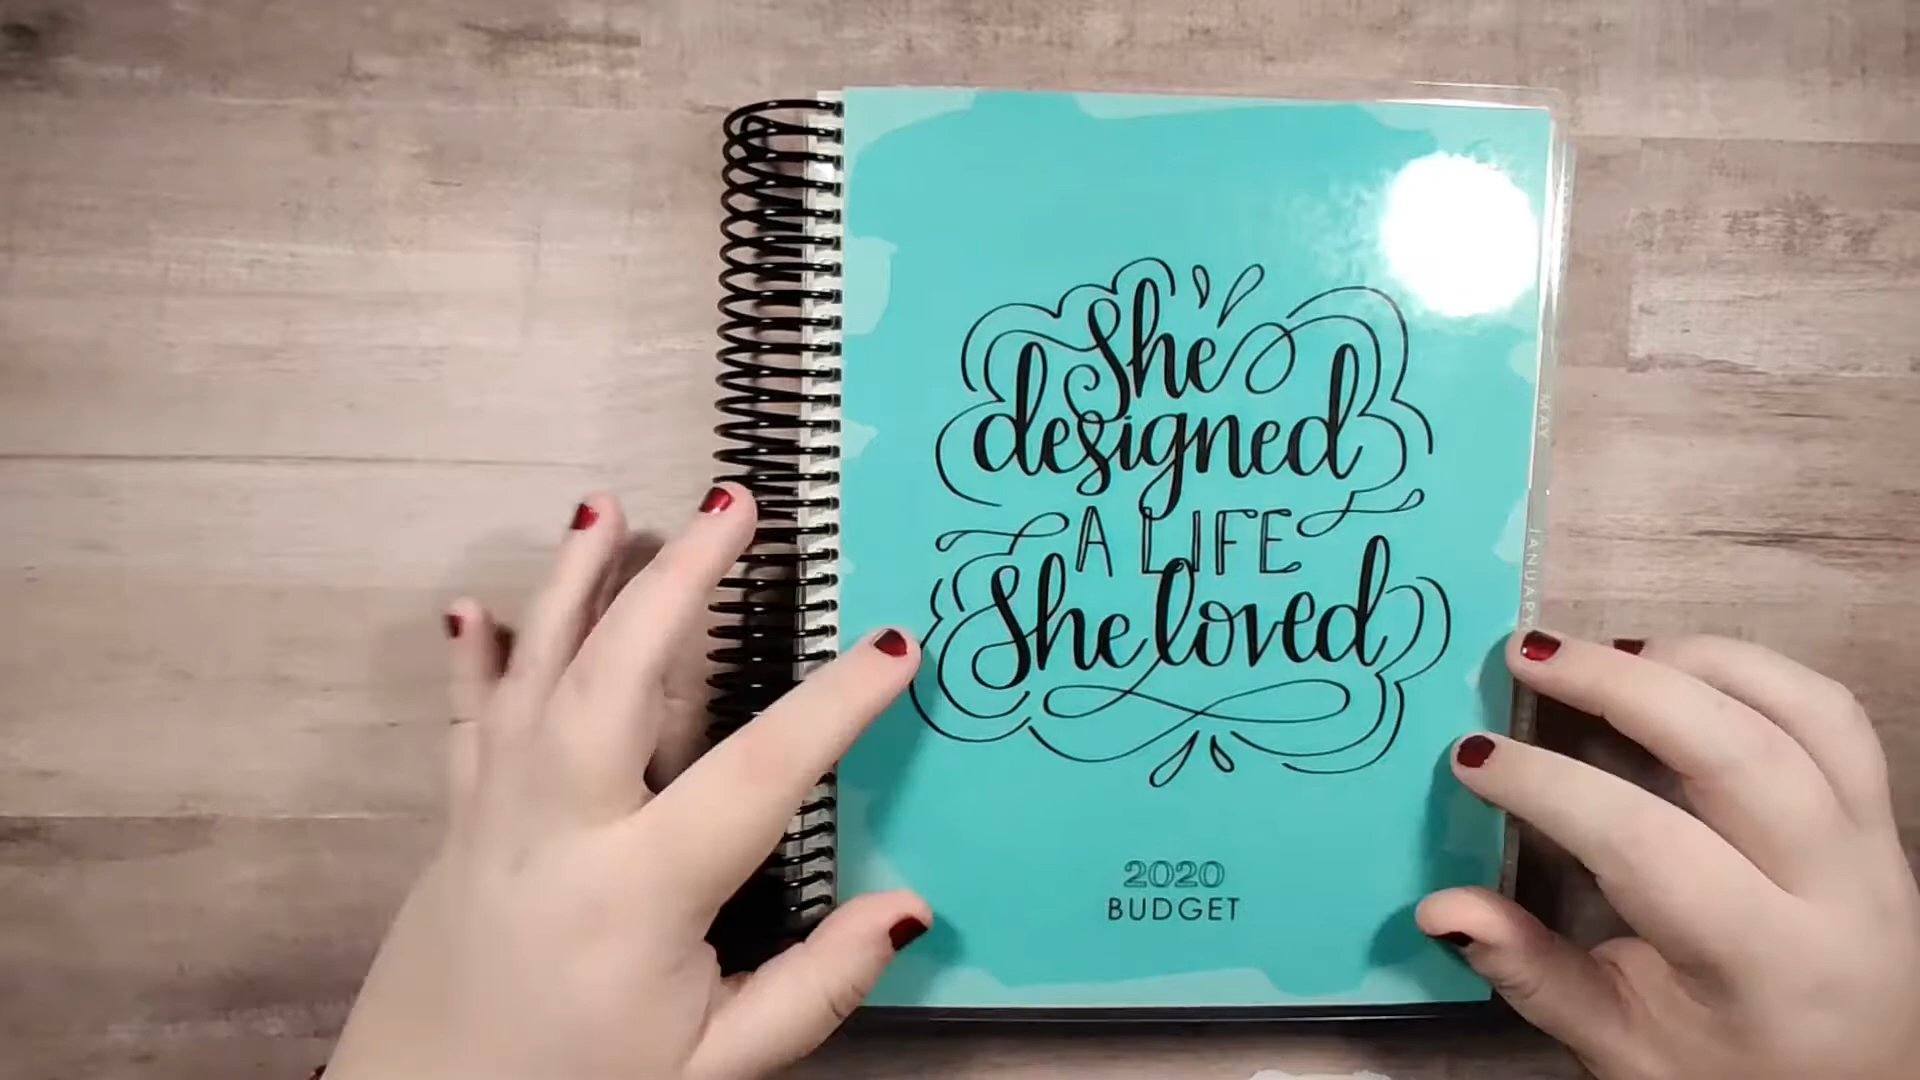 She
designed
A LIFE
She loved
2020
BUDGET
MAY
JANUARY